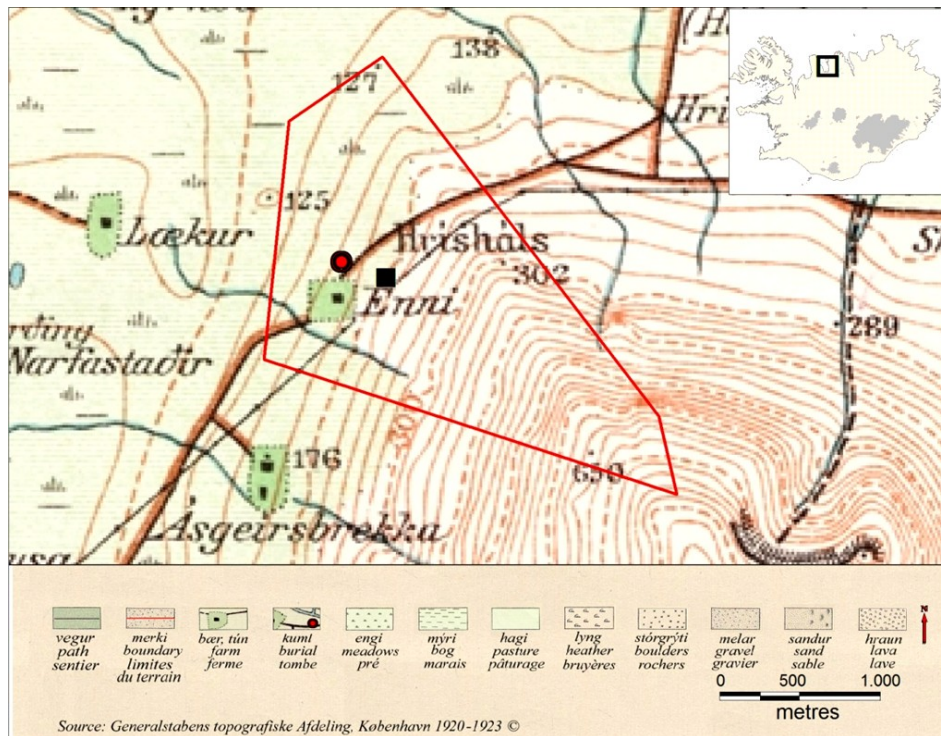 138
127
125
Lækur
Hrisháls
302
Enni
289
Narfastaðir
300
176
630
Ásgeirsbrekka
vegur
path
sentier
merki
boundary
limites
du terrain
bær, tún
farm
ferme
kuml
burial
tombe
engi
meadows
pré
mýri
bog
marais
hagi
pasture
pâturage
lyng
heather
bruyères
stórgrýti
boulders
rochers
melar
gravel
gravier
sandur
sand
sable
hraun
lava
lave
N
0 500 1.000
metres
Source: Generalstabens topografiske Afdeling, København 1920-1923 ©